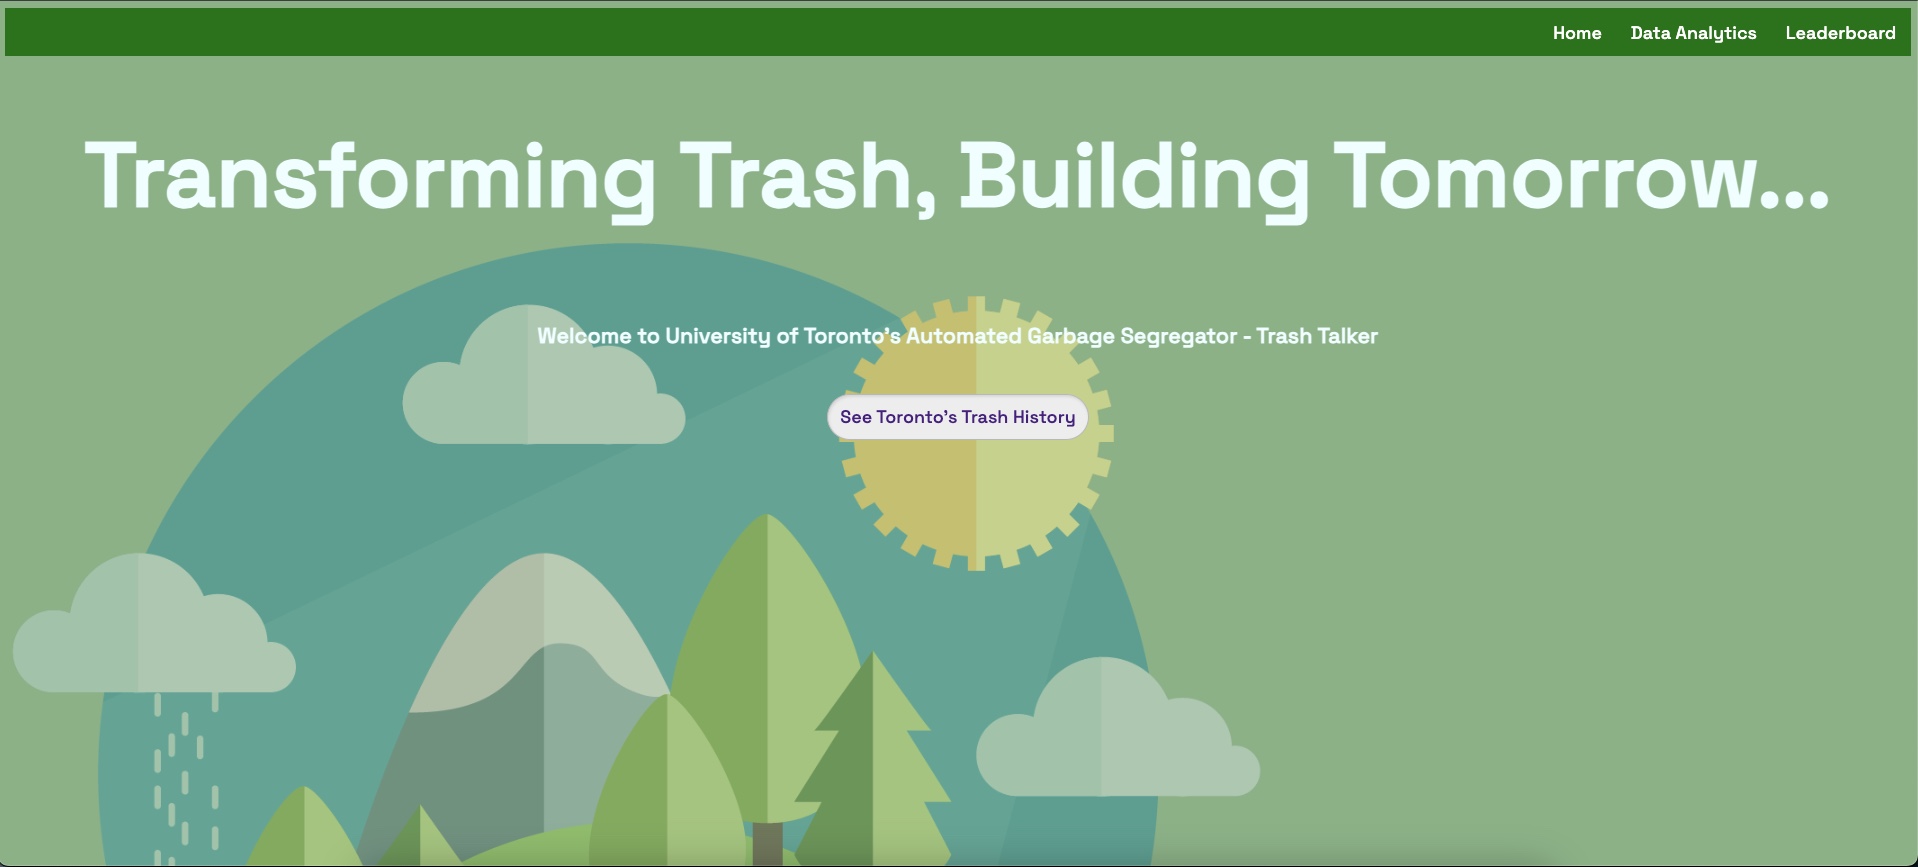 Home Data Analytics Leaderboard
Transforming Trash, Building Tomorrow...
Welcome to University of Toronto's Automated Garbage Segregator - Trash Talker
See Toronto's Trash History